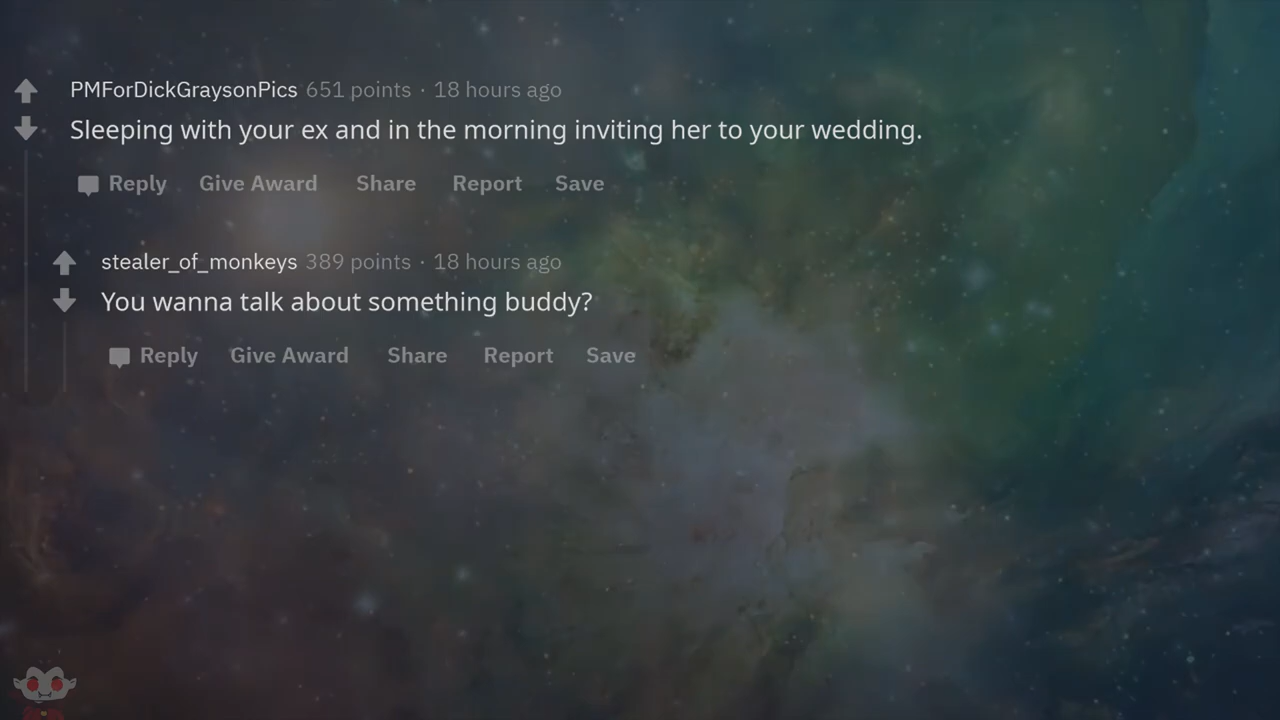 PMForDickGraysonPics 651 points · 18 hours ago
Sleeping with your ex and in the morning inviting her to your wedding.
Reply Give Award Share Report Save
stealer_of_monkeys 389 points · 18 hours ago
You wanna talk about something buddy?
Reply Give Award Share Report Save